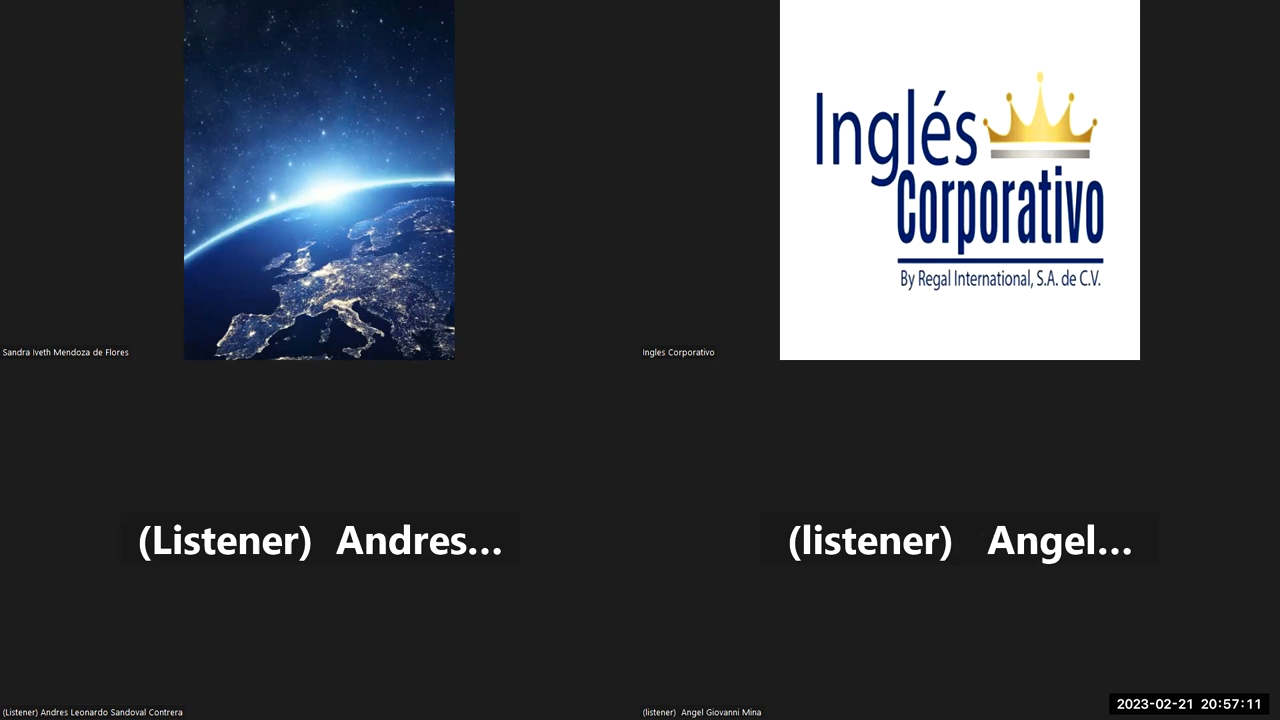 Inglés
Corporativo
By Regal International, S.A. de C.V.
Sandra Iveth Mendoza de Flores
Ingles Corporativo
(Listener) Andres...
(listener) Angel...
(Listener) Andres Leonardo Sandoval Contrera
(listener) Angel Giovanni Mina
2023-02-21 20:57:11